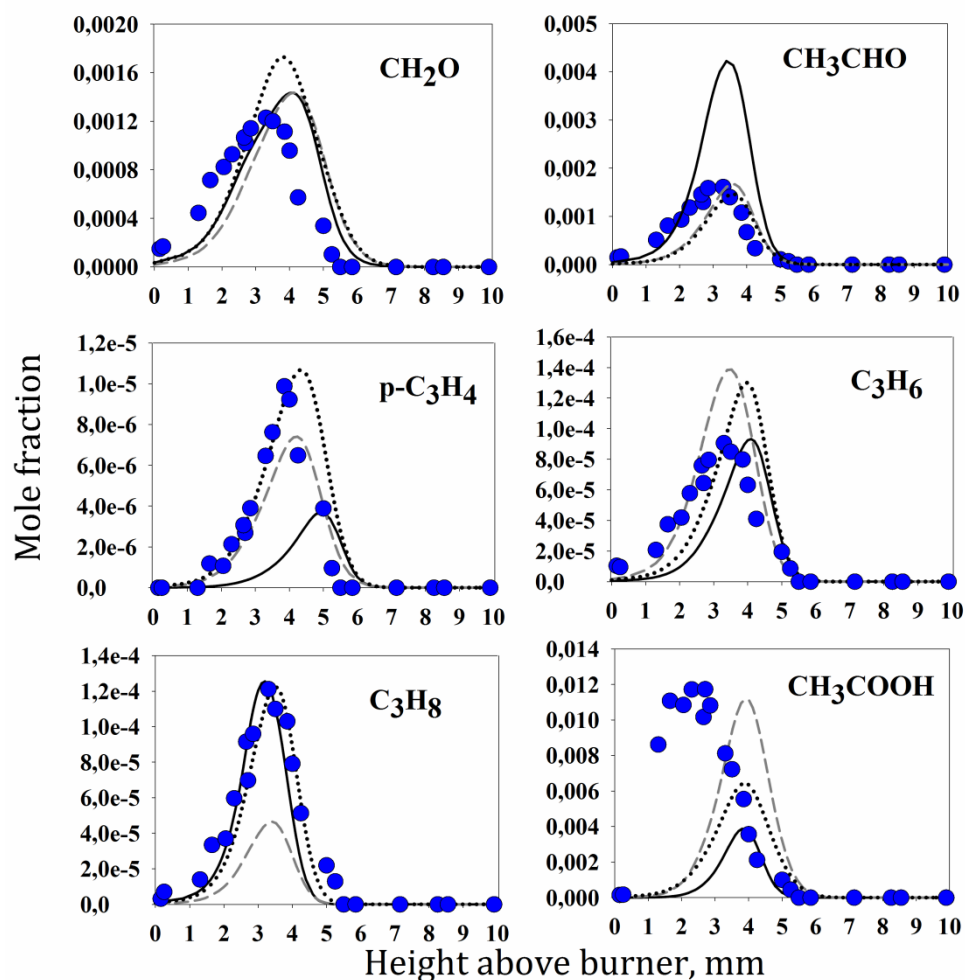 Mole fraction
0,0020
0,0016
0,0012
0,0008
0,0004
0,0000
CH2O
0 1 2 3 4 5 6 7 8 9 10
0,005
0,004
0,003
0,002
0,001
0,000
CH3CHO
0 1 2 3 4 5 6 7 8 9 10
1,2e-5
1,0e-5
8,0e-6
6,0e-6
4,0e-6
2,0e-6
0,0
p-C3H4
0 1 2 3 4 5 6 7 8 9 10
1,6e-4
1,4e-4
1,2e-4
1,0e-4
8,0e-5
6,0e-5
4,0e-5
2,0e-5
0,0
C3H6
0 1 2 3 4 5 6 7 8 9 10
1,4e-4
1,2e-4
1,0e-4
8,0e-5
6,0e-5
4,0e-5
2,0e-5
0,0
C3H8
0 1 2 3 4 5 6 7 8 9 10
0,014
0,012
0,010
0,008
0,006
0,004
0,002
0,000
CH3COOH
0 1 2 3 4 5 6 7 8 9 10
Height above burner, mm